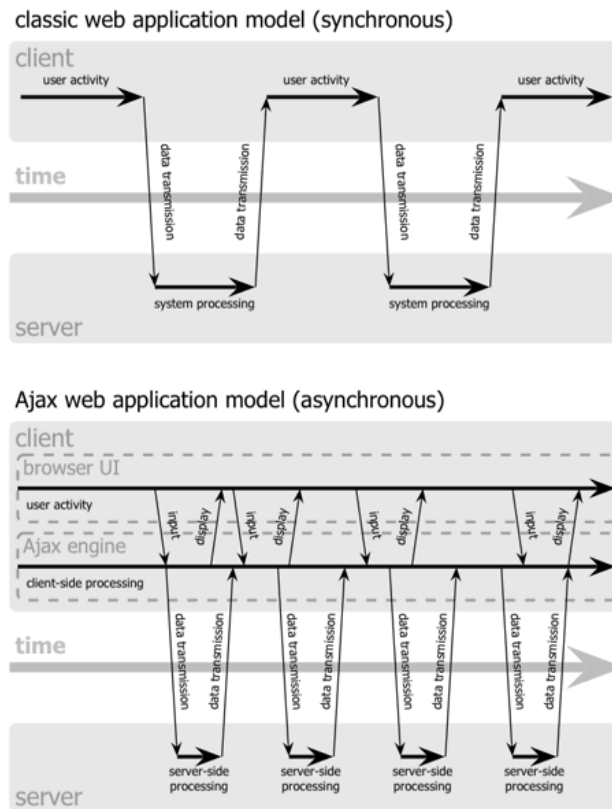 classic web application model (synchronous)
client
user activity
user activity
user activity
data transmission
data transmission
data transmission
data transmission
time
system processing
system processing
server
Ajax web application model (asynchronous)
client
browser UI
user activity
input
display
input
display
input
display
input
display
Ajax engine
client-side processing
data transmission
data transmission
data transmission
data transmission
data transmission
data transmission
data transmission
data transmission
time
server-side
processing
server-side
processing
server-side
processing
server-side
processing
server